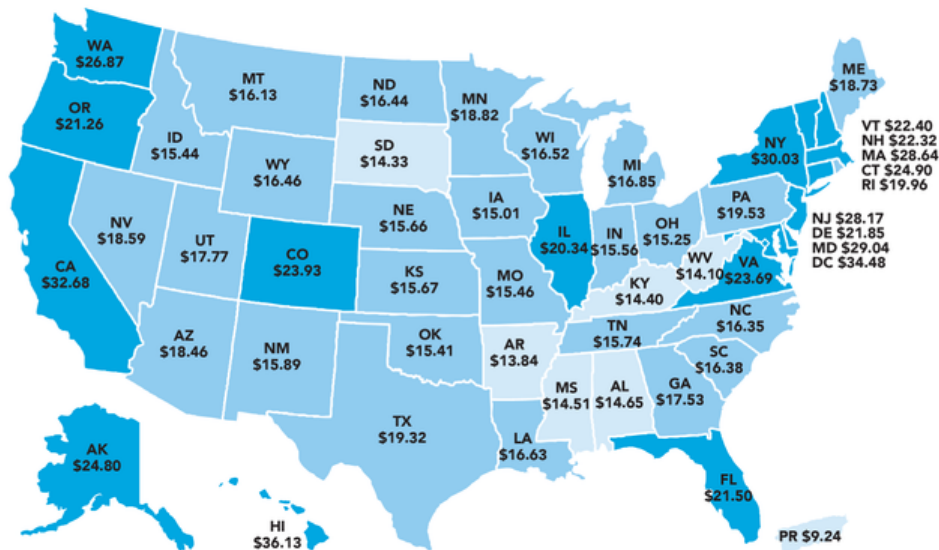 WA
$26.87
MT
$16.13
ND
$16.44
MN
$18.82
ME
$18.73
OR
$21.26
ID
$15.44
SD
$14.33
WI
$16.52
MI
$16.85
NY
$30.03
VT $22.40
NH $22.32
MA $28.64
CT $24.90
RI $19.96
WY
$16.46
NV
$18.59
UT
$17.77
CO
$23.93
NE
$15.66
IA
$15.01
IL
$20.34
IN
$15.56
OH
$15.25
PA
$19.53
NJ $28.17
DE $21.85
MD $29.04
DC $34.48
CA
$32.68
KS
$15.67
MO
$15.46
KY
$14.40
WV
$14.10
VA
$23.69
AZ
$18.46
NM
$15.89
OK
$15.41
AR
$13.84
TN
$15.74
NC
$16.35
SC
$16.38
TX
$19.32
LA
$16.63
MS
$14.51
AL
$14.65
GA
$17.53
AK
$24.80
HI
$36.13
FL
$21.50
PR $9.24